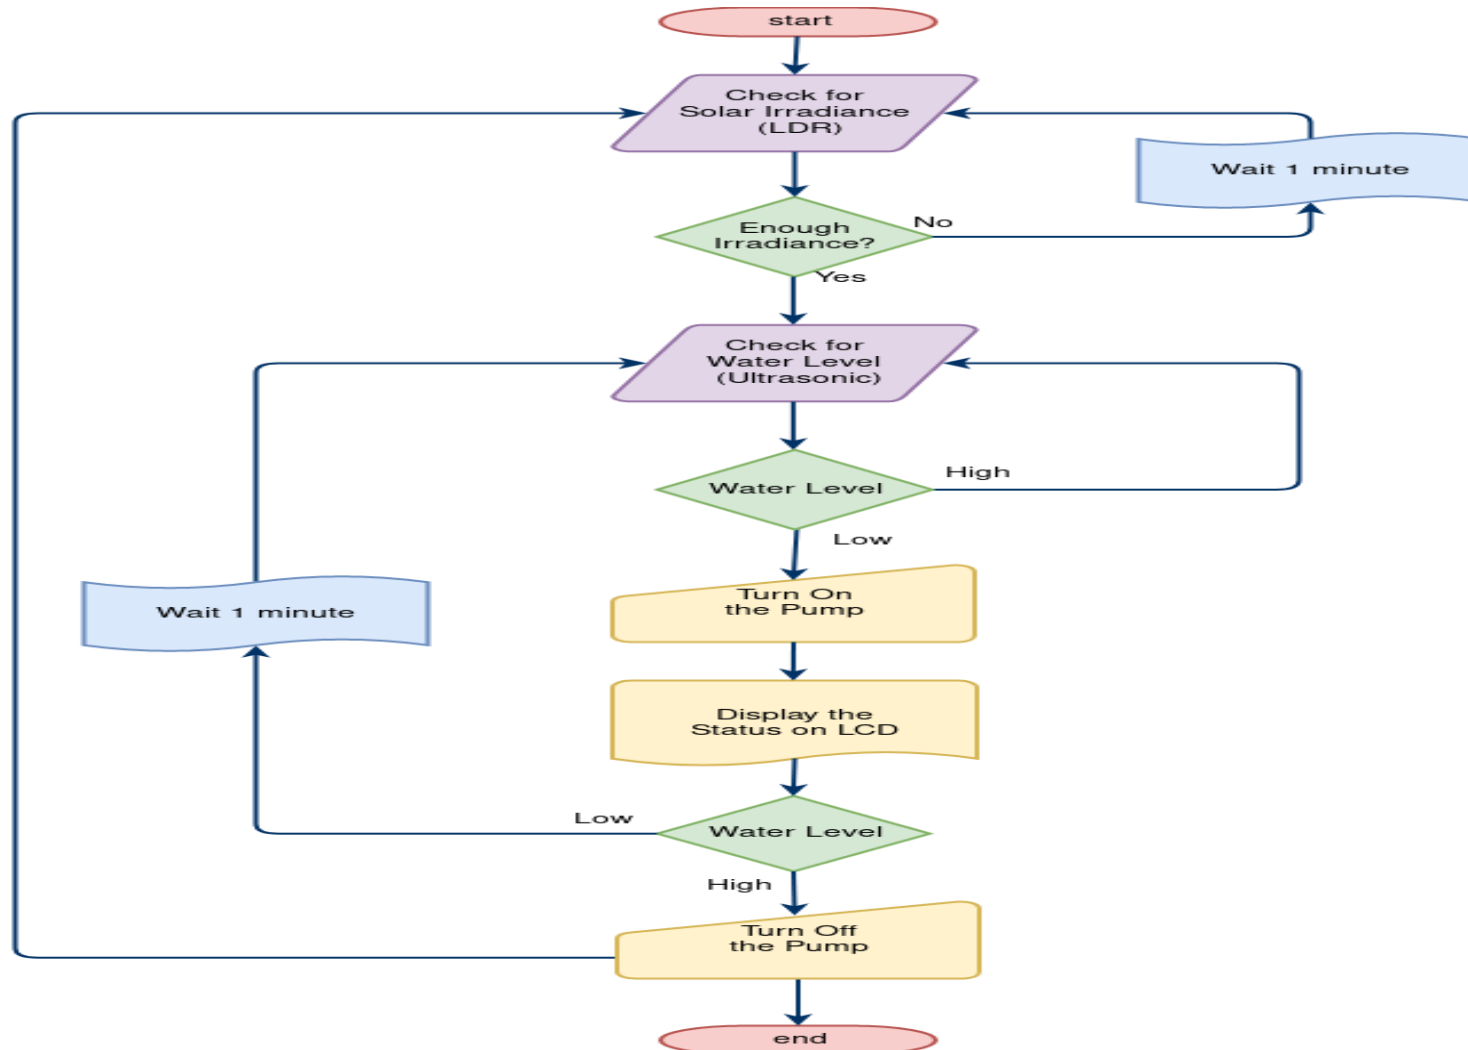 start
Check for
Solar Irradiance
(LDR)
Wait 1 minute
Enough
Irradiance?
No
Yes
Check for
Water Level
(Ultrasonic)
Water Level
High
Low
Turn On
the Pump
Wait 1 minute
Display the
Status on LCD
Low
Water Level
High
Turn Off
the Pump
end